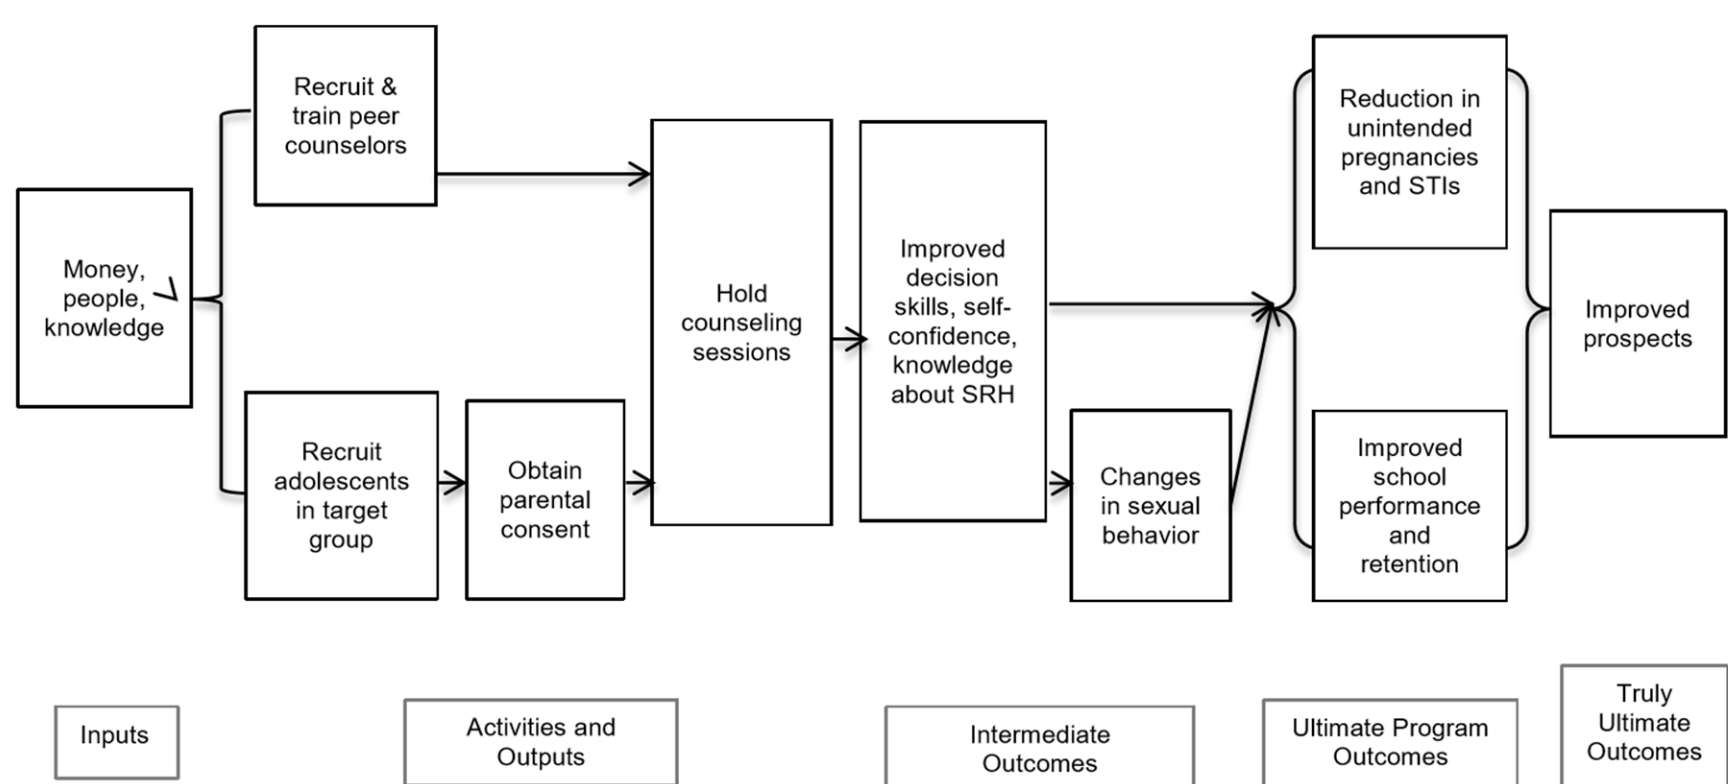 Money,
people,
knowledge
Recruit &
train peer
counselors
Recruit
adolescents
in target
group
Obtain
parental
consent
Hold
counseling
sessions
Improved
decision
skills, self-
confidence,
knowledge
about SRH
Changes
in sexual
behavior
Reduction in
unintended
pregnancies
and STIs
Improved
school
performance
and
retention
Improved
prospects
Inputs
Activities and
Outputs
Intermediate
Outcomes
Ultimate Program
Outcomes
Truly
Ultimate
Outcomes